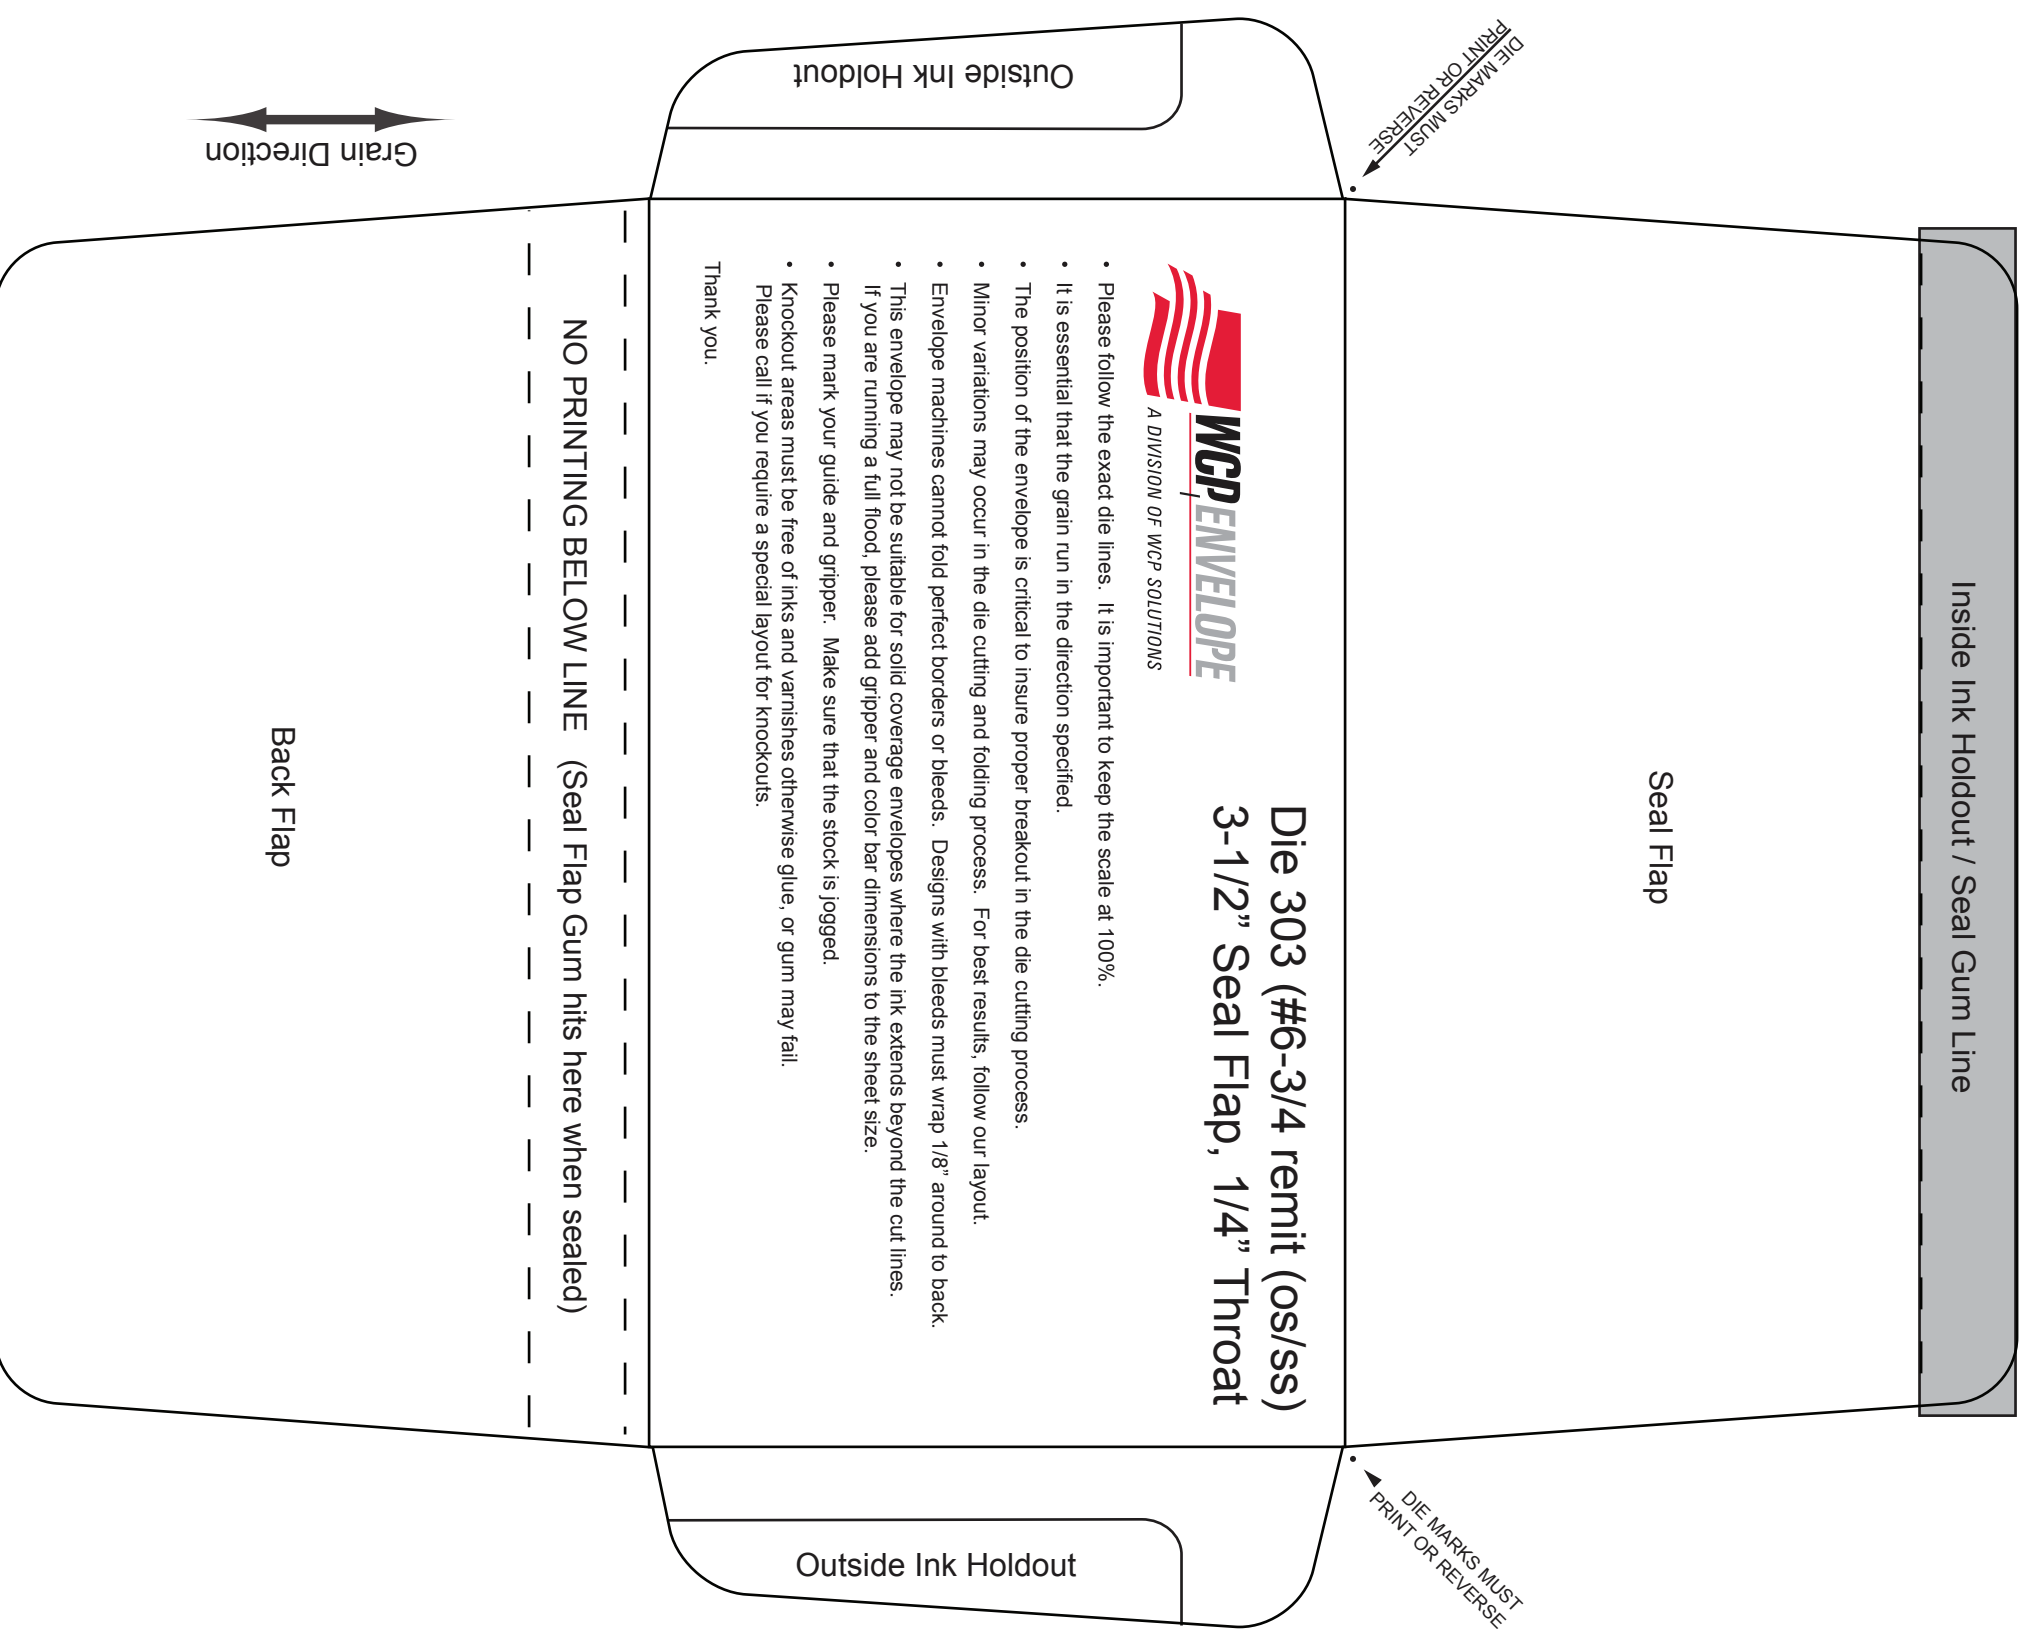 Inside Ink Holdout / Seal Gum Line
Seal Flap
DIE MARKS MUST
PRINT OR REVERSE
DIE MARKS MUST
PRINT OR REVERSE
Die 303 (#6-3/4 remit (os/ss)
3-1/2” Seal Flap, 1/4” Throat
WCPENVELOPE
A DIVISION OF WCP SOLUTIONS
• Please follow the exact die lines. It is important to keep the scale at 100%.
• It is essential that the grain run in the direction specified.
• The position of the envelope is critical to insure proper breakout in the die cutting process.
• Minor variations may occur in the die cutting and folding process. For best results, follow our layout.
• Envelope machines cannot fold perfect borders or bleeds. Designs with bleeds must wrap 1/8” around to back.
• This envelope may not be suitable for solid coverage envelopes where the ink extends beyond the cut lines.
If you are running a full flood, please add gripper and color bar dimensions to the sheet size.
• Please mark your guide and gripper. Make sure that the stock is jogged.
• Knockout areas must be free of inks and varnishes otherwise glue, or gum may fail.
Please call if you require a special layout for knockouts.
Thank you.
Outside Ink Holdout
Outside Ink Holdout
NO PRINTING BELOW LINE (Seal Flap Gum hits here when sealed)
Back Flap
Grain Direction